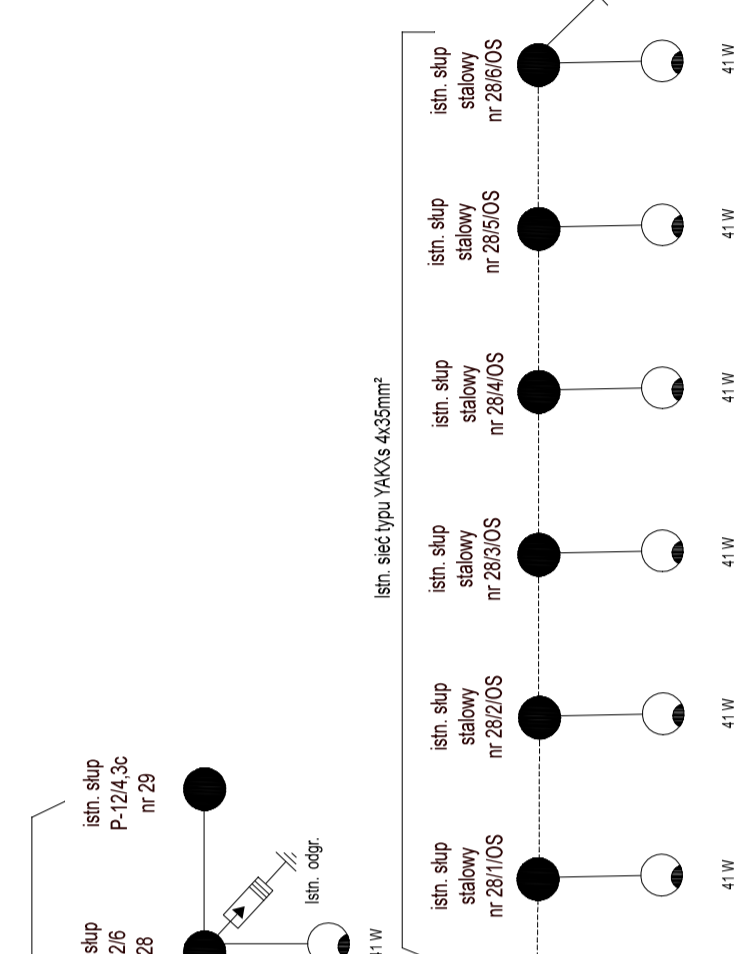 istn. słup
stalowy
nr 28/6/OS
41 W
istn. słup
stalowy
nr 28/5/OS
41 W
istn. słup
stalowy
nr 28/4/OS
41 W
Istn. sieć typu YAKXs 4x35mm²
istn. słup
stalowy
nr 28/3/OS
41 W
istn. słup
stalowy
nr 28/2/OS
41 W
istn. słup
stalowy
nr 28/1/OS
41 W
istn. słup
P-12/4,3c
nr 29
Istn. odgr.
słup
2/6
28
41 W